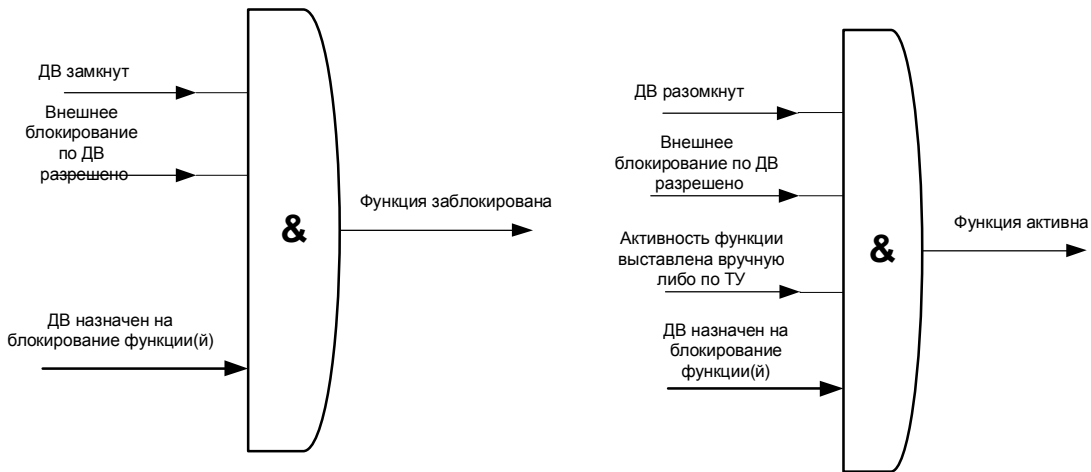 ДВ замкнут
Внешнее
блокирование
по ДВ
разрешено
&
Функция заблокирована
ДВ назначен на
блокирование функции(й)
ДВ разомкнут
Внешнее
блокирование по ДВ
разрешено
Активность функции
выставлена вручную
либо по ТУ
&
Функция активна
ДВ назначен на
блокирование
функции(й)